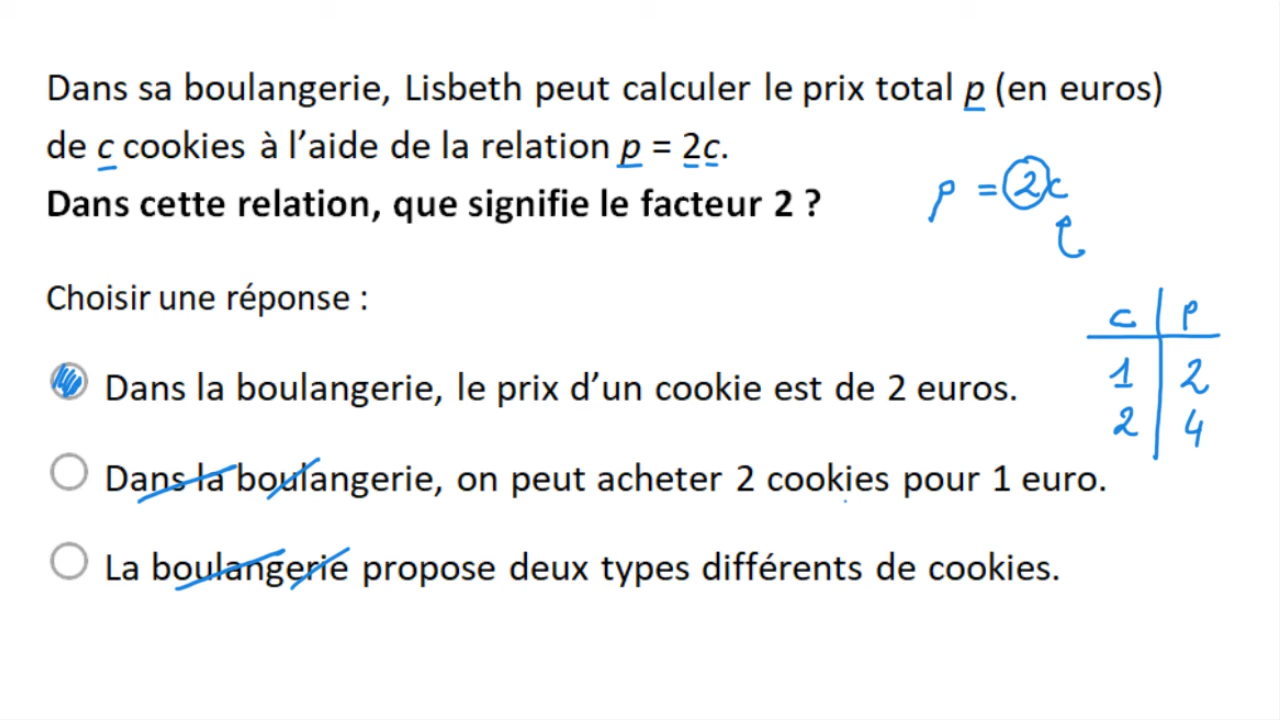 Dans sa boulangerie, Lisbeth peut calculer le prix total p (en euros)
de c cookies à l’aide de la relation p = 2c.
Dans cette relation, que signifie le facteur 2 ?
p = 2c
Choisir une réponse :
c p
1 2
2 4
Dans la boulangerie, le prix d’un cookie est de 2 euros.
Dans la boulangerie, on peut acheter 2 cookies pour 1 euro.
La boulangerie propose deux types différents de cookies.